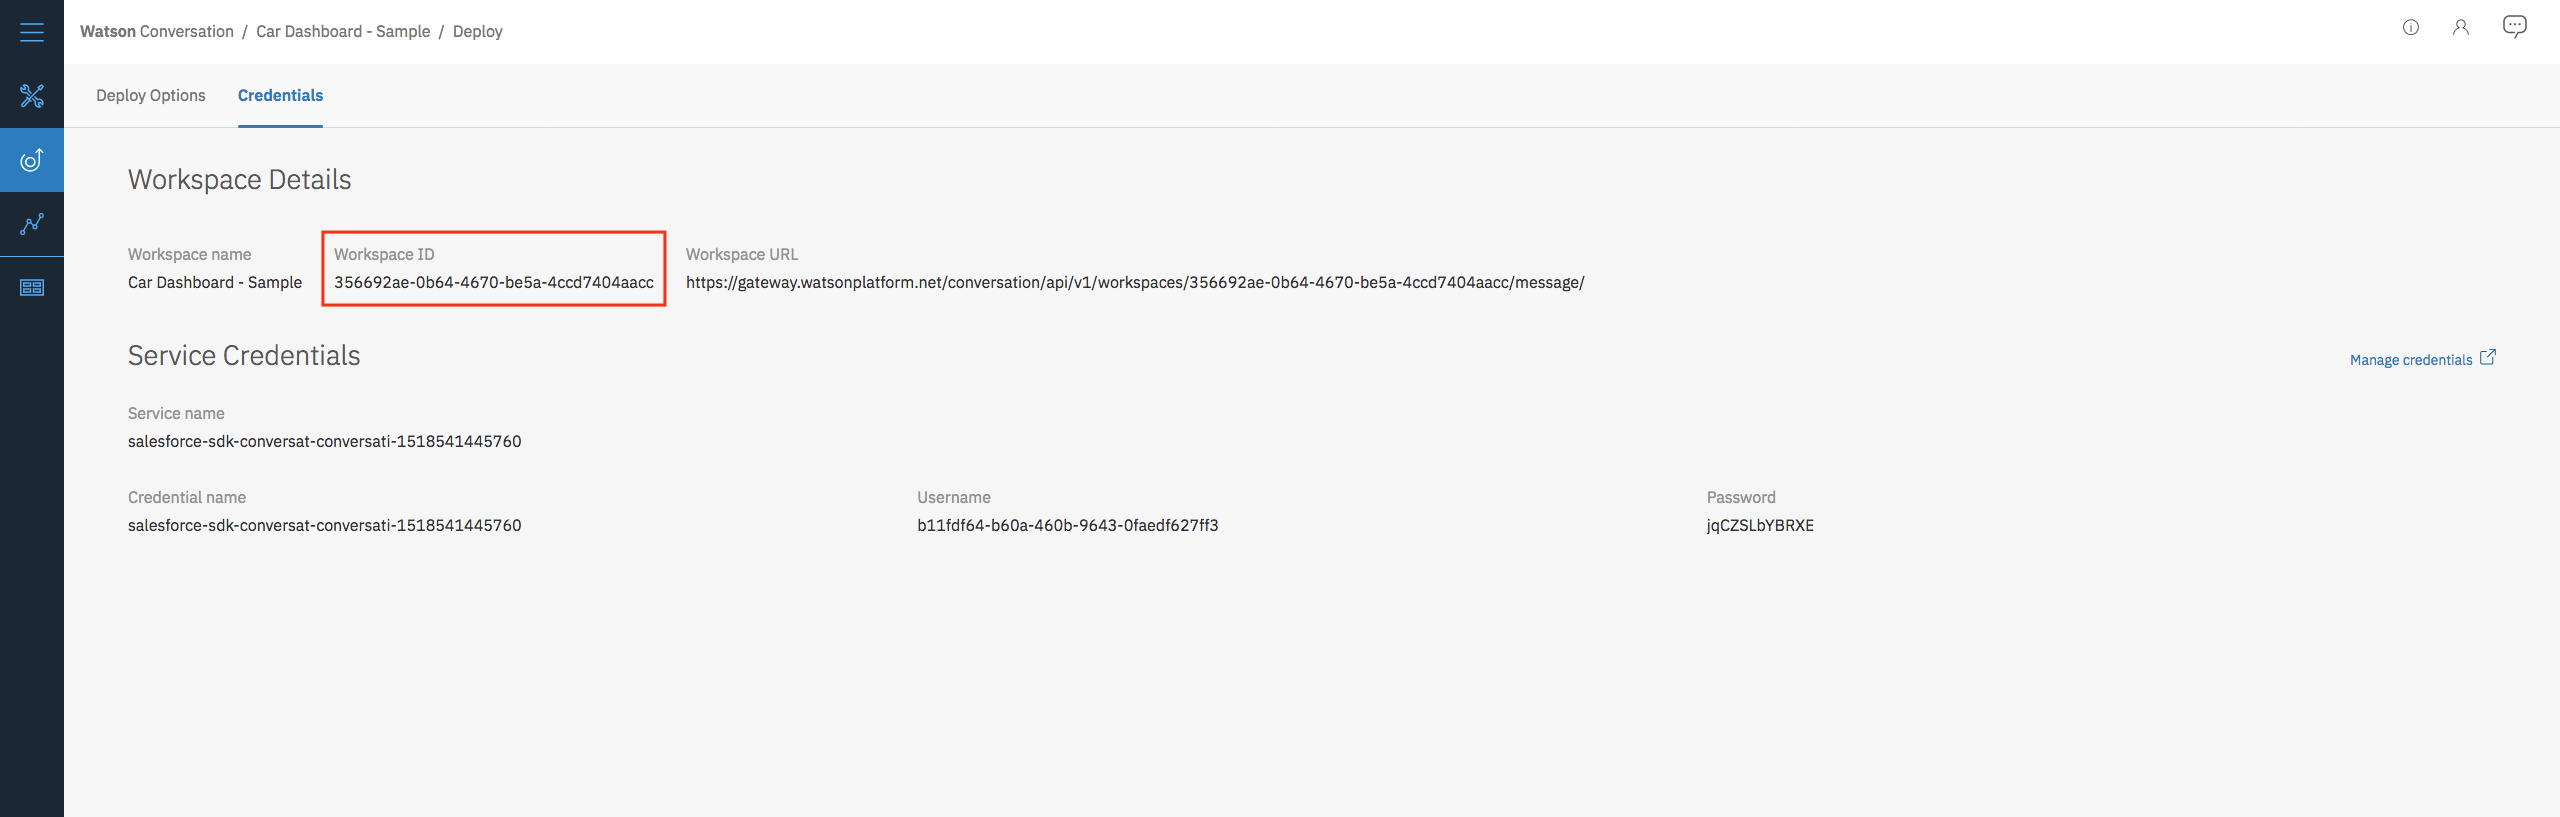 Watson Conversation / Car Dashboard - Sample / Deploy
Deploy Options Credentials
Workspace Details
Workspace name Workspace ID Workspace URL
Car Dashboard - Sample 356692ae-0b64-4670-be5a-4ccd7404aacc https://gateway.watsonplatform.net/conversation/api/v1/workspaces/356692ae-0b64-4670-be5a-4ccd7404aacc/message/
Service Credentials Manage credentials
Service name
salesforce-sdk-conversat-conversati-1518541445760
Credential name Username Password
salesforce-sdk-conversat-conversati-1518541445760 b11fdf64-b60a-460b-9643-0faedf627ff3 jqCZSLbYBRXE